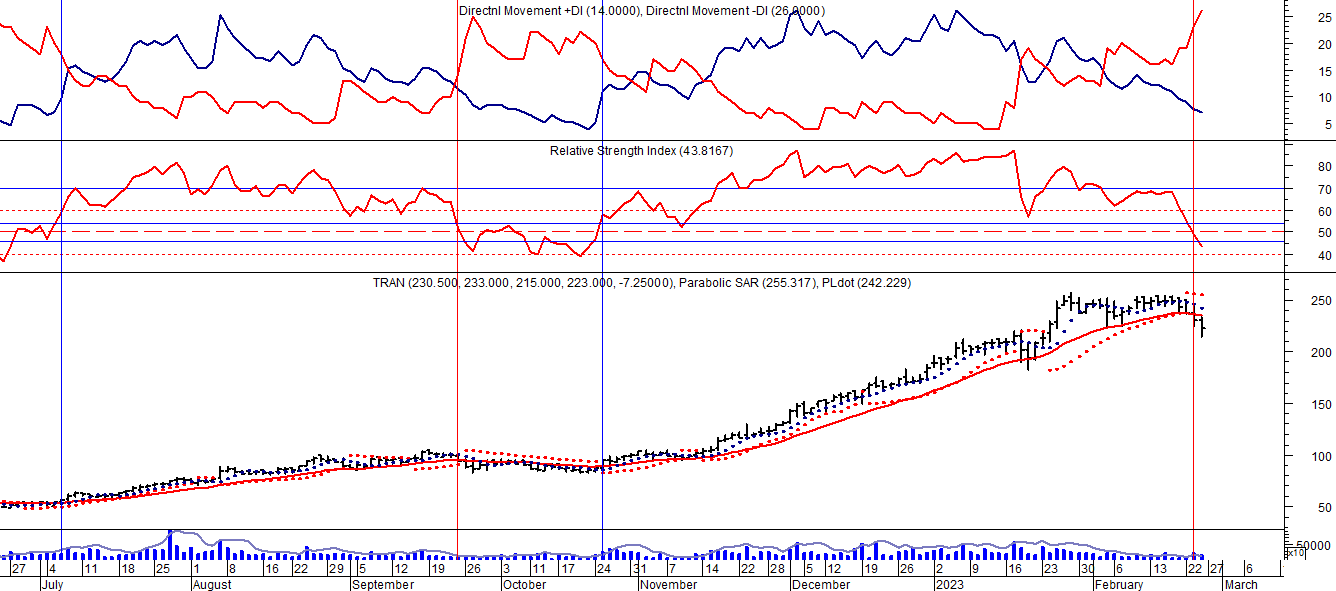 Directnl Movement +DI (14.0000), Directnl Movement -DI (26.0000)
25
20
15
10
5
Relative Strength Index (43.8167)
80
70
60
50
40
TRAN (230.500, 233.000, 215.000, 223.000, -7.25000), Parabolic SAR (255.317), PLdot (242.229)
250
200
150
100
50
50000
x10
27 4 11 18 25 1 8 16 22 29 5 12 19 26 3 11 17 24 31 7 14 22 28 5 12 19 26 2 9 16 23 30 6 13 22 27 6
July August September October November December 2023 February March